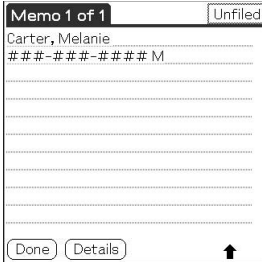 Memo 1 of 1
Unfiled
Carter, Melanie
###-###-#### M
Done
Details